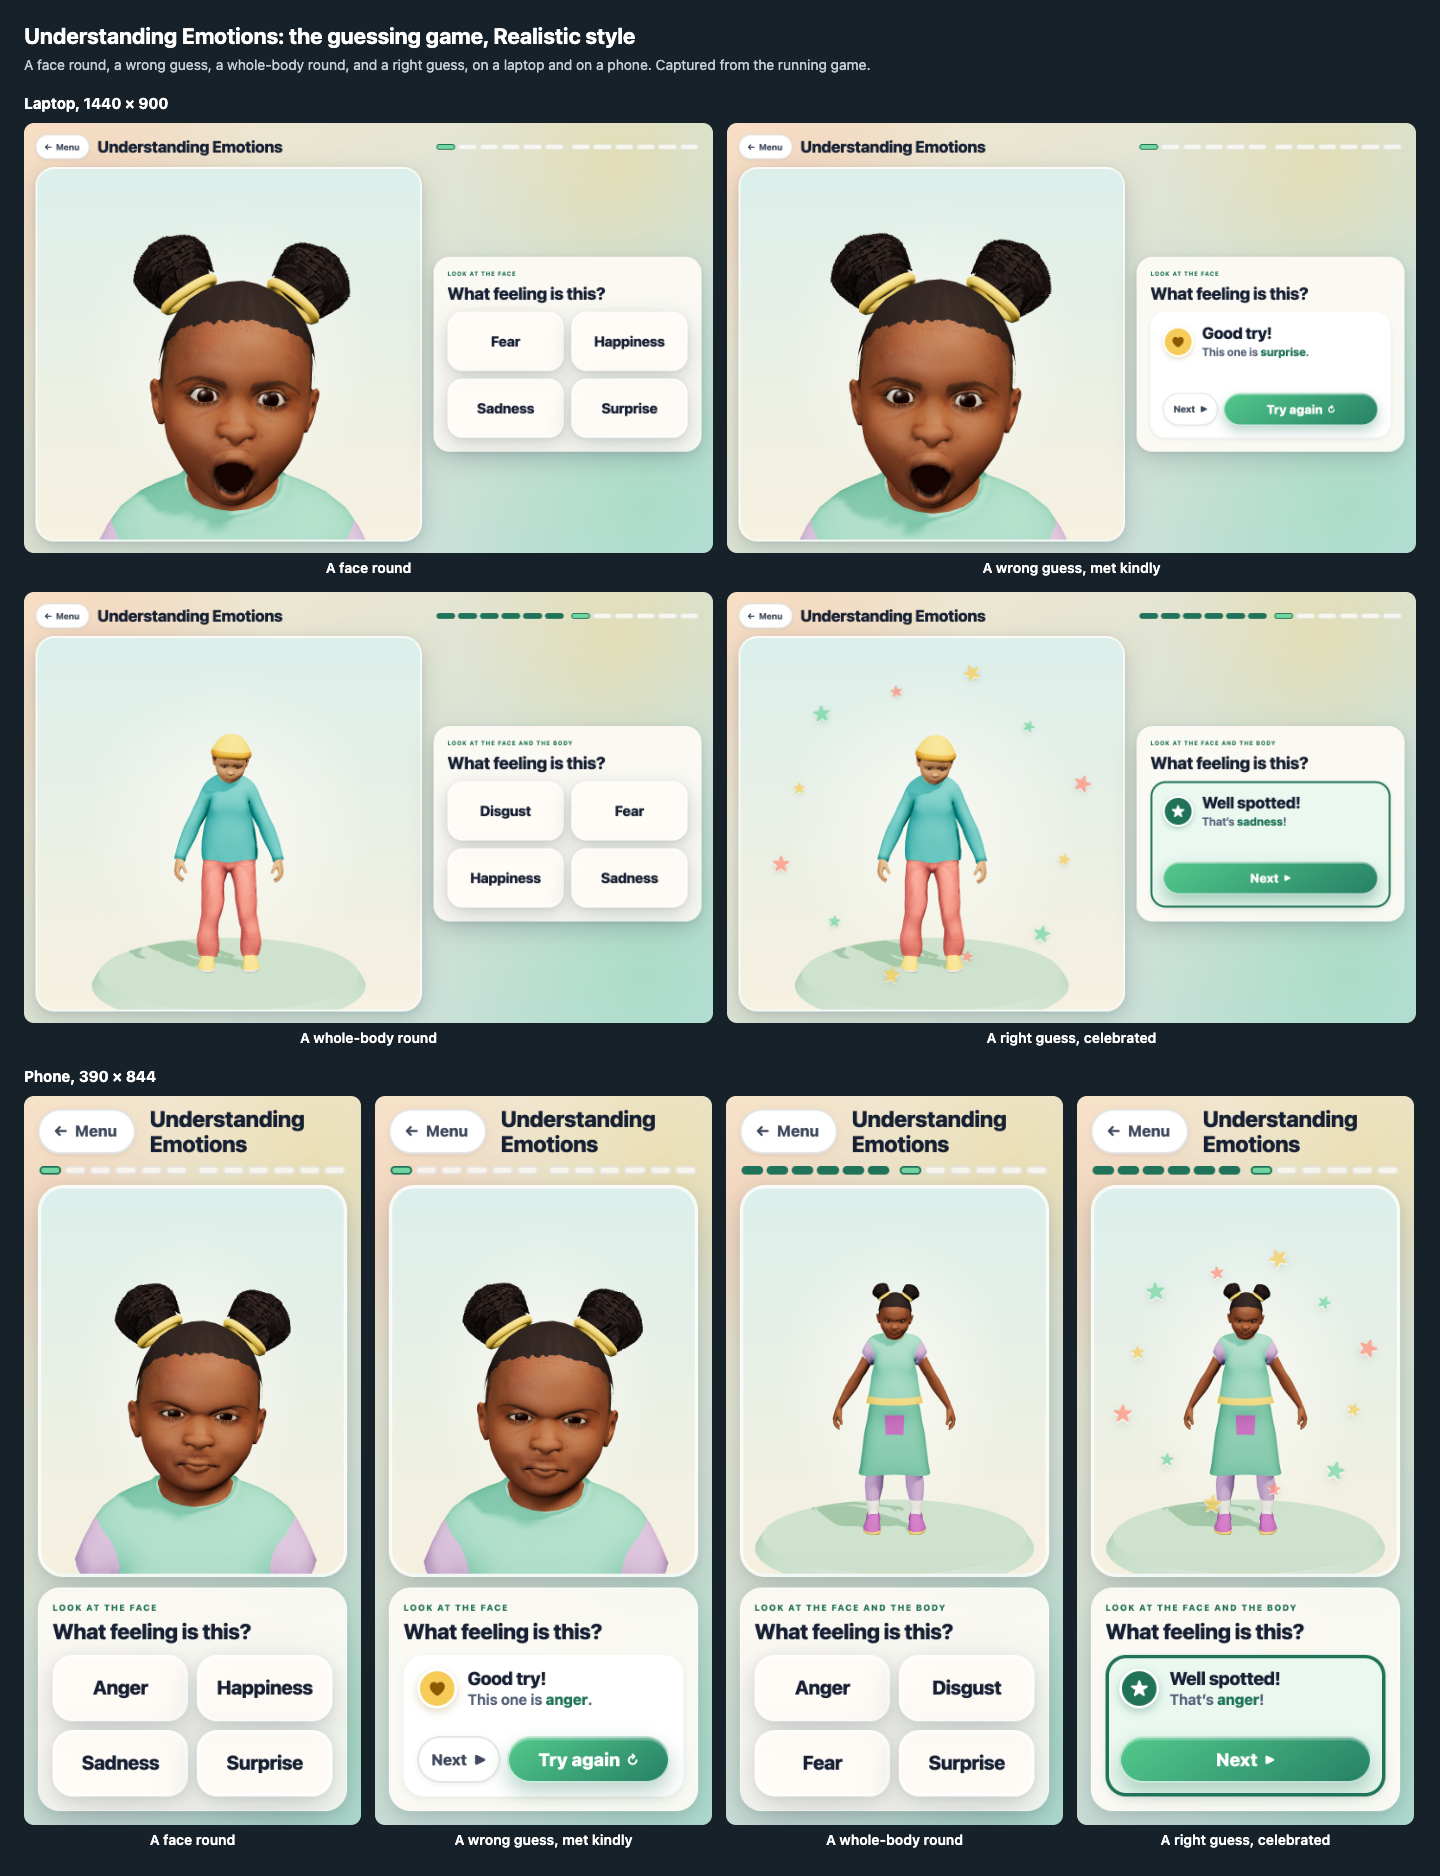 Understanding Emotions: the guessing game, Realistic style
A face round, a wrong guess, a whole-body round, and a right guess, on a laptop and on a phone. Captured from the running game.
Laptop, 1440 × 900
← Menu
Understanding Emotions
LOOK AT THE FACE
What feeling is this?
Fear
Happiness
Sadness
Surprise
A face round
← Menu
Understanding Emotions
LOOK AT THE FACE
What feeling is this?
Good try!
This one is surprise.
Next ▶
Try again ↻
A wrong guess, met kindly
← Menu
Understanding Emotions
LOOK AT THE FACE AND THE BODY
What feeling is this?
Disgust
Fear
Happiness
Sadness
A whole-body round
← Menu
Understanding Emotions
LOOK AT THE FACE AND THE BODY
What feeling is this?
Well spotted!
That's sadness!
Next ▶
A right guess, celebrated
Phone, 390 × 844
← Menu
Understanding
Emotions
LOOK AT THE FACE
What feeling is this?
Anger
Happiness
Sadness
Surprise
A face round
← Menu
Understanding
Emotions
LOOK AT THE FACE
What feeling is this?
Good try!
This one is anger.
Next ▶
Try again ↻
A wrong guess, met kindly
← Menu
Understanding
Emotions
LOOK AT THE FACE AND THE BODY
What feeling is this?
Anger
Disgust
Fear
Surprise
A whole-body round
← Menu
Understanding
Emotions
LOOK AT THE FACE AND THE BODY
What feeling is this?
Well spotted!
That's anger!
Next ▶
A right guess, celebrated